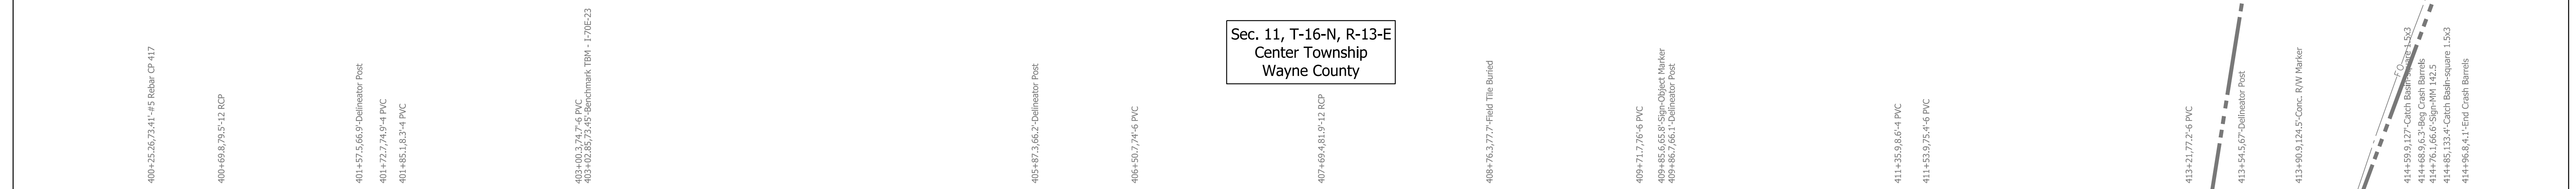 400+25.26,73.41'-#5 Rebar CP 417
400+69.8,79.5'-12 RCP
401+57.5,66.9'-Delineator Post
401+72.7,74.9'-4 PVC
401+85.1,8.3'-4 PVC
403+00.3,74.7'-6 PVC
403+02.85,73.45'-Benchmark TBM - I-70E-23
405+87.3,66.2'-Delineator Post
406+50.7,74'-6 PVC
Sec. 11, T-16-N, R-13-E
Center Township
Wayne County
407+69.4,81.9'-12 RCP
408+76.3,77.7'-Field Tile Buried
409+71.7,76'-6 PVC
409+85.6,65.8'-Sign-Object Marker
409+86.7,66.1'-Delineator Post
411+35.9,8.6'-4 PVC
411+53.9,75.4'-6 PVC
413+21,77.2'-6 PVC
413+54.5,67'-Delineator Post
413+90.9,124.5'-Conc. R/W Marker
FO
414+59.9,127'-Catch Basin-square 1.5x3
414+68.9,6.3'-Beg Crash Barrels
414+76.1,66.6'-Sign-MM 142.5
414+85,133.4'-Catch Basin-square 1.5x3
414+96.8,4.1'-End Crash Barrels